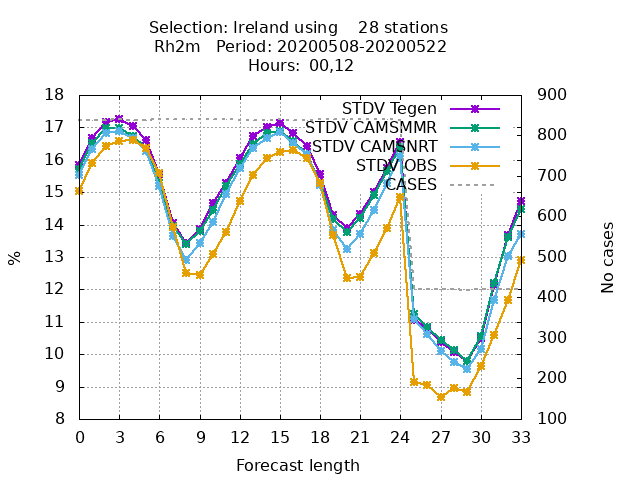 Selection: Ireland using    28 stations
Rh2m   Period: 20200508-20200522
Hours:  00,12
18 900
STDV Tegen
17 800
STDV CAMSMMR
STDV CAMSNRT
16 700
STDV OBS
CASES
15 600
14
13 500
12 400
11 300
10 200
9
8 100
%
No cases
0 3 6 9 12 15 18 21 24 27 30 33
Forecast length